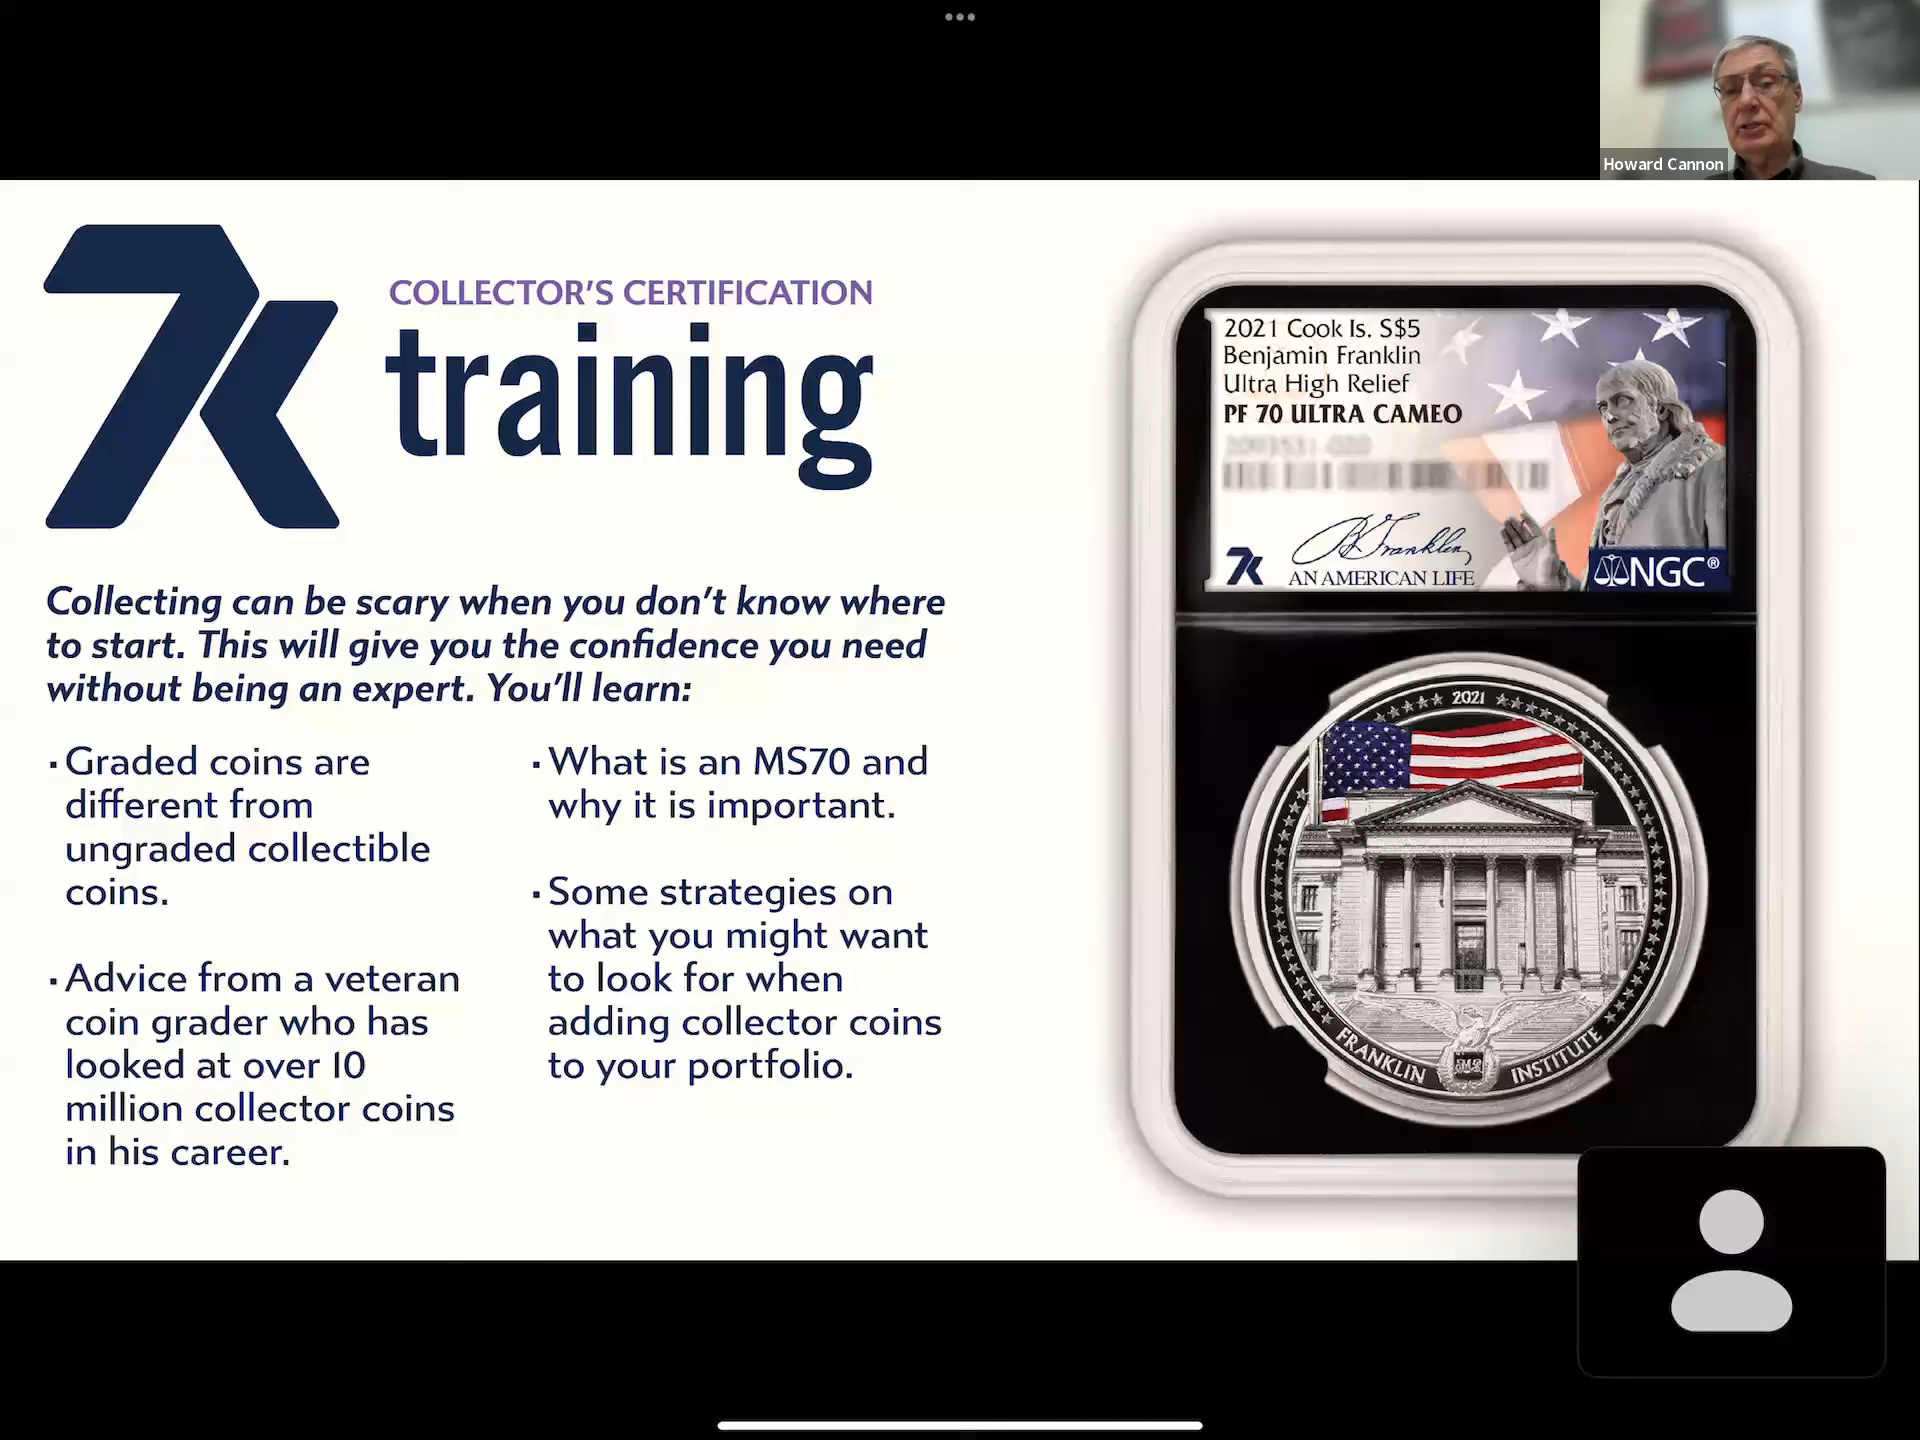 Howard Cannon
7k
COLLECTOR'S CERTIFICATION
training
Collecting can be scary when you don't know where
to start. This will give you the confidence you need
without being an expert. You'll learn:
· Graded coins are
different from
ungraded collectible
coins.
· Advice from a veteran
coin grader who has
looked at over 10
million collector coins
in his career.
· What is an MS70 and
why it is important.
· Some strategies on
what you might want
to look for when
adding collector coins
to your portfolio.
2021 Cook Is. S$5
Benjamin Franklin
Ultra High Relief
PF 70 ULTRA CAMEO
B Franklin
7k AN AMERICAN LIFE
NGC®
2021
FRANKLIN INSTITUTE